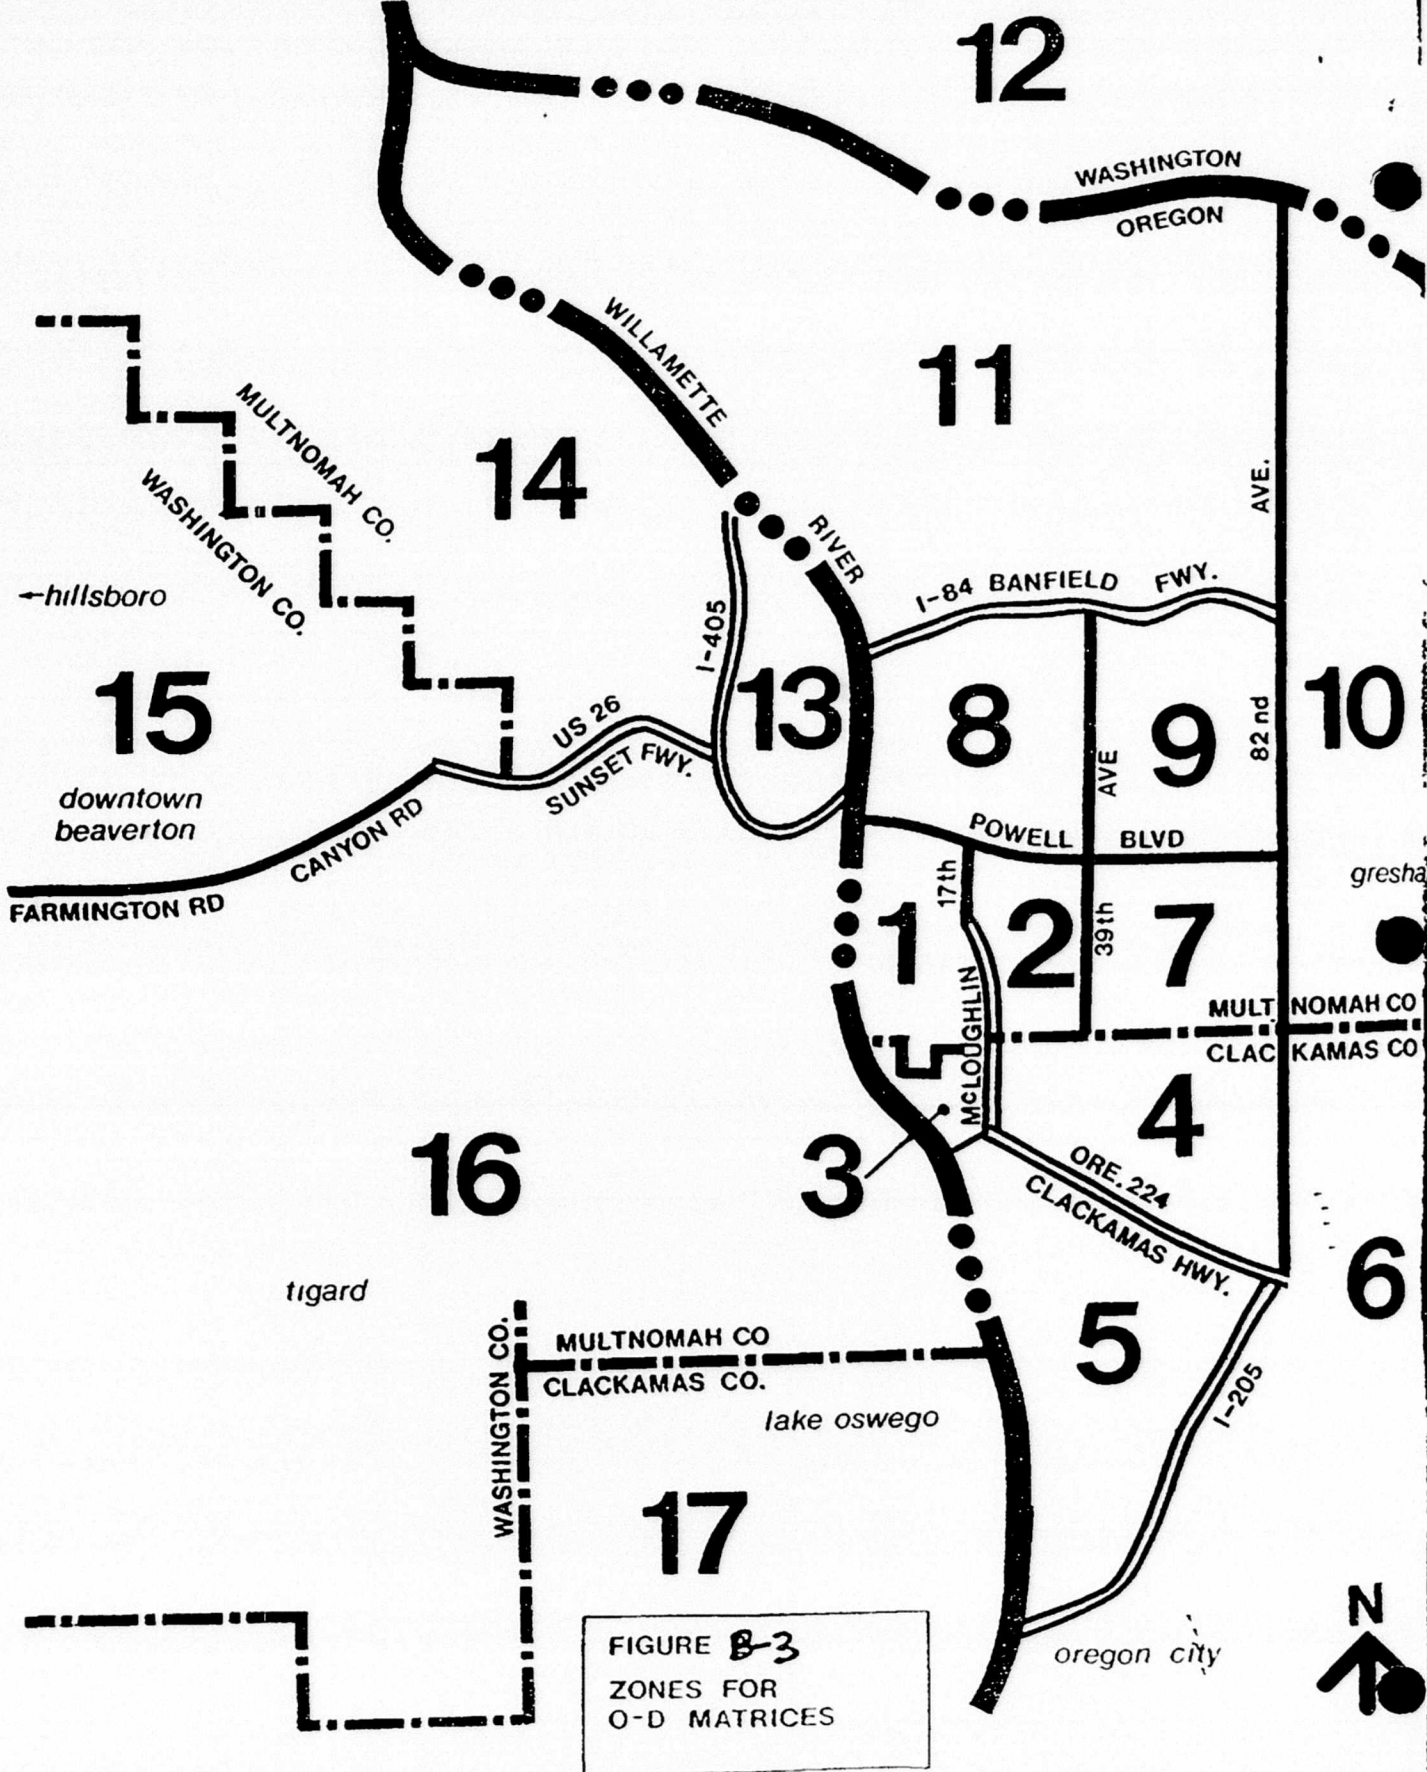 12
WASHINGTON
OREGON
WILLAMETTE
RIVER
11
MULTNOMAH CO.
WASHINGTON CO.
14
AVE.
←hillsboro
I-84 BANFIELD FWY.
I-405
15
13
8
9
82nd
10
US 26
SUNSET FWY.
downtown
beaverton
AVE
CANYON RD
POWELL BLVD
FARMINGTON RD
17th
gresha
1
2
39th
7
McLOUGHLIN
MULTNOMAH CO
CLACKAMAS CO
4
16
3
ORE. 224
CLACKAMAS HWY.
6
tigard
5
WASHINGTON CO.
MULTNOMAH CO
CLACKAMAS CO.
I-205
lake oswego
17
N
FIGURE B-3
ZONES FOR
O-D MATRICES
oregon city